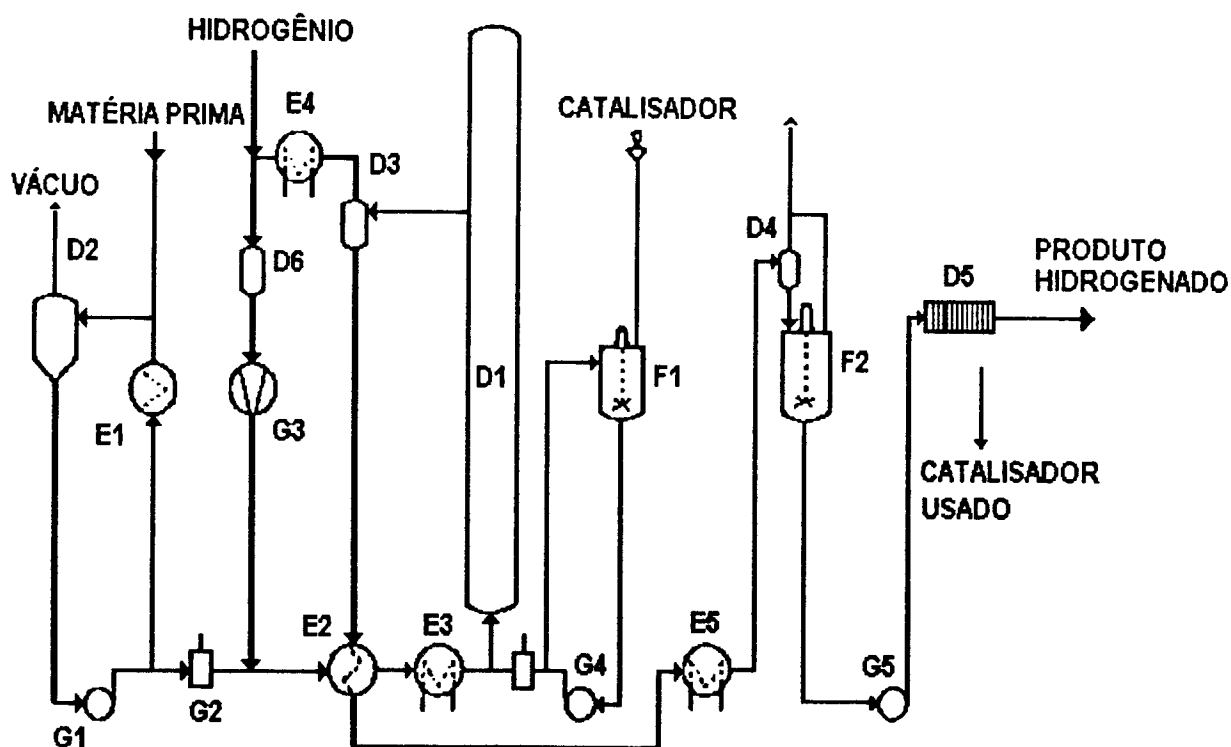 HIDROGÊNIO
MATÉRIA PRIMA
E4
CATALISADOR
VÁCUO
D3
D2
D6
D4
D5
PRODUTO
HIDROGENADO
E1
G3
D1
F1
F2
CATALISADOR
USADO
E2
E3
G4
E5
G5
G1
G2